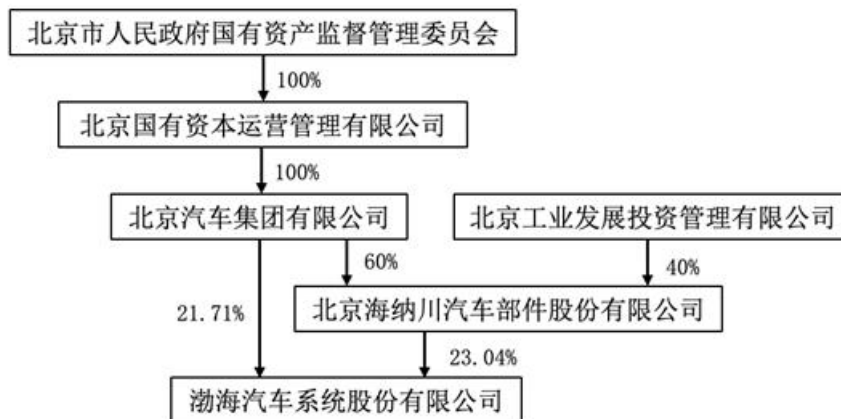 北京市人民政府国有资产监督管理委员会
100%
北京国有资本运营管理有限公司
100%
北京汽车集团有限公司
北京工业发展投资管理有限公司
60%
40%
21.71%
北京海纳川汽车部件股份有限公司
23.04%
渤海汽车系统股份有限公司